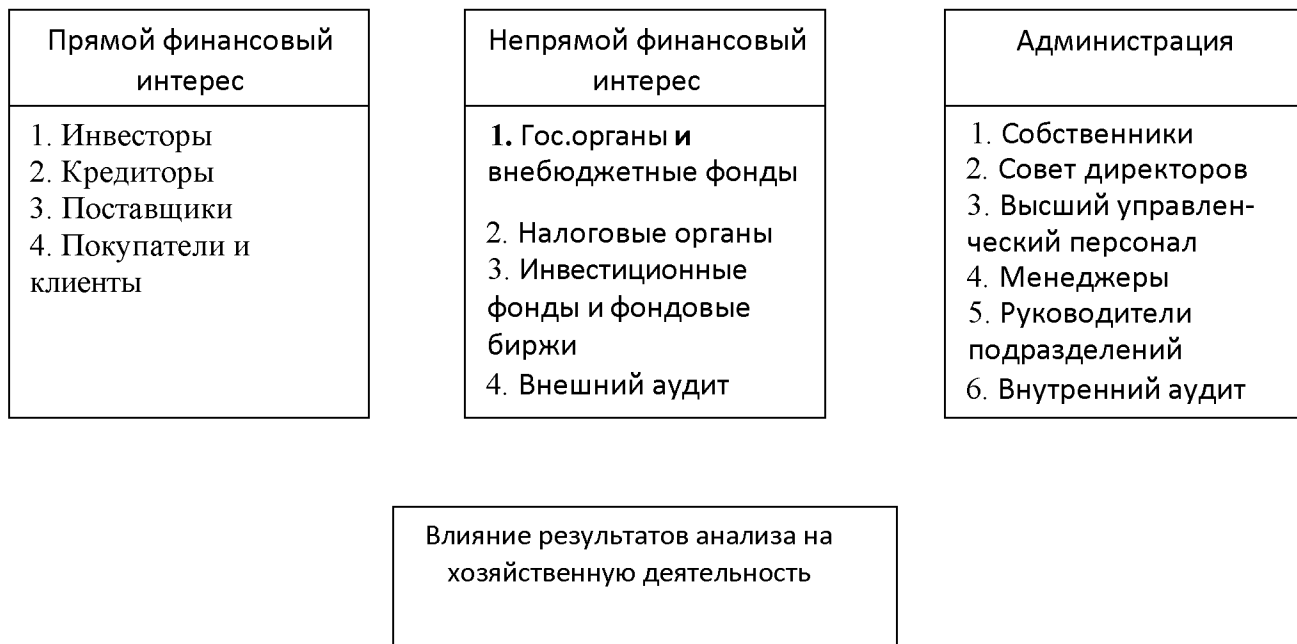 Прямой финансовый
интерес
1. Инвесторы
2. Кредиторы
3. Поставщики
4. Покупатели и
клиенты
Непрямой финансовый
интерес
1. Гос.органы и
внебюджетные фонды
2. Налоговые органы
3. Инвестиционные
фонды и фондовые
биржи
4. Внешний аудит
Администрация
1. Собственники
2. Совет директоров
3. Высший управлен-
ческий персонал
4. Менеджеры
5. Руководители
подразделений
6. Внутренний аудит
Влияние результатов анализа на
хозяйственную деятельность